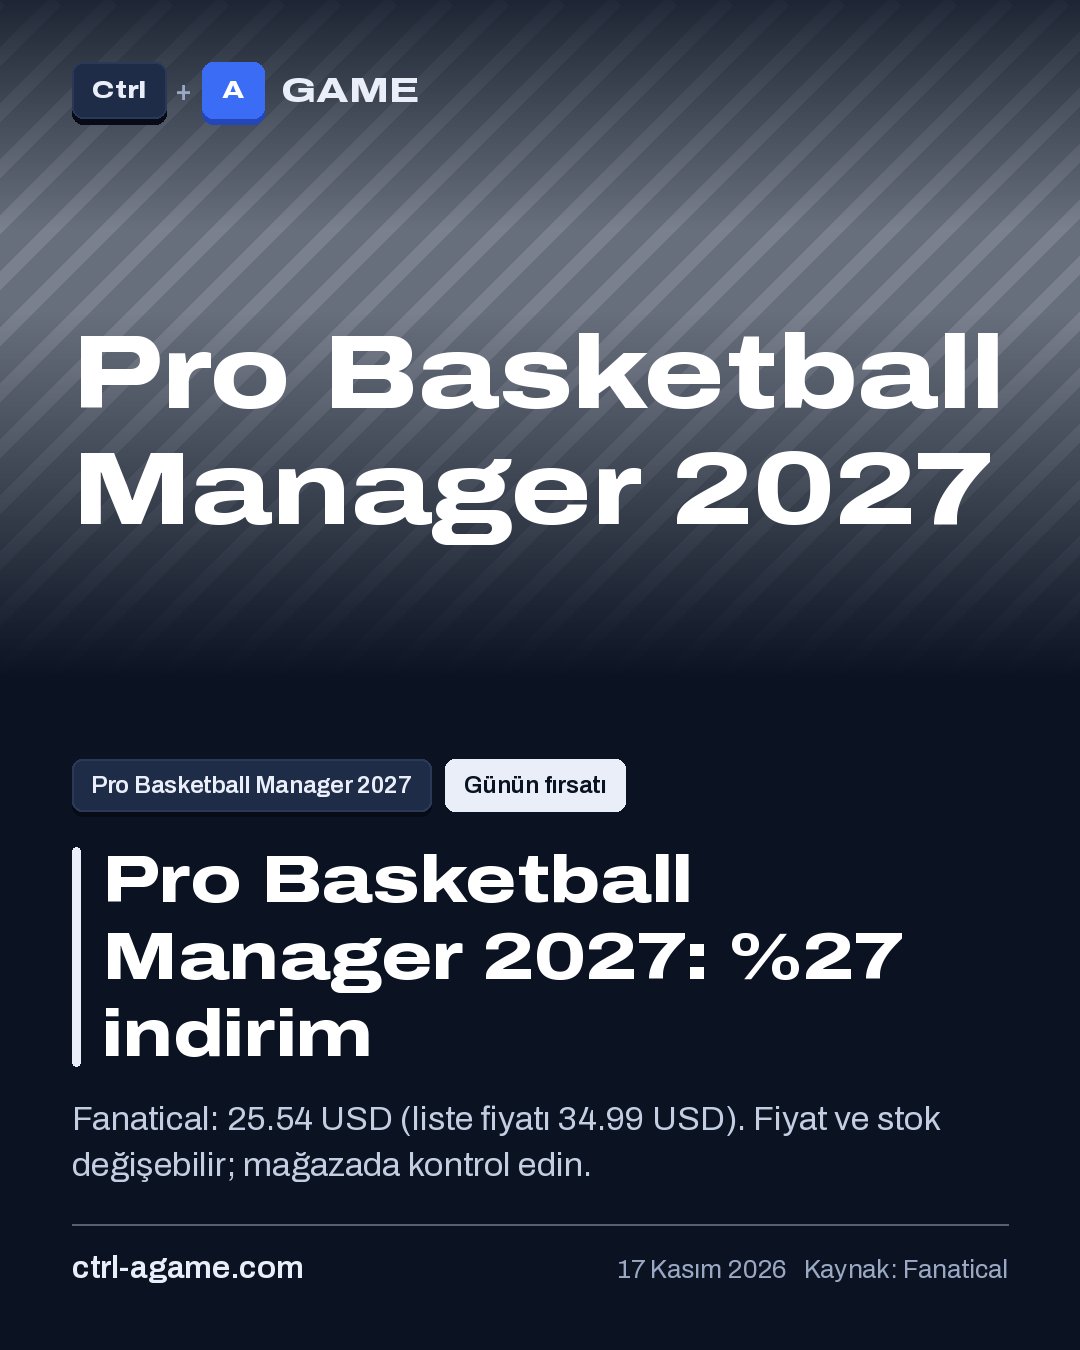 Ctrl + A GAME
Pro Basketball
Manager 2027
Pro Basketball Manager 2027
Günün fırsatı
Pro Basketball
Manager 2027: %27
indirim
Fanatical: 25.54 USD (liste fiyatı 34.99 USD). Fiyat ve stok
değişebilir; mağazada kontrol edin.
ctrl-agame.com
17 Kasım 2026 Kaynak: Fanatical